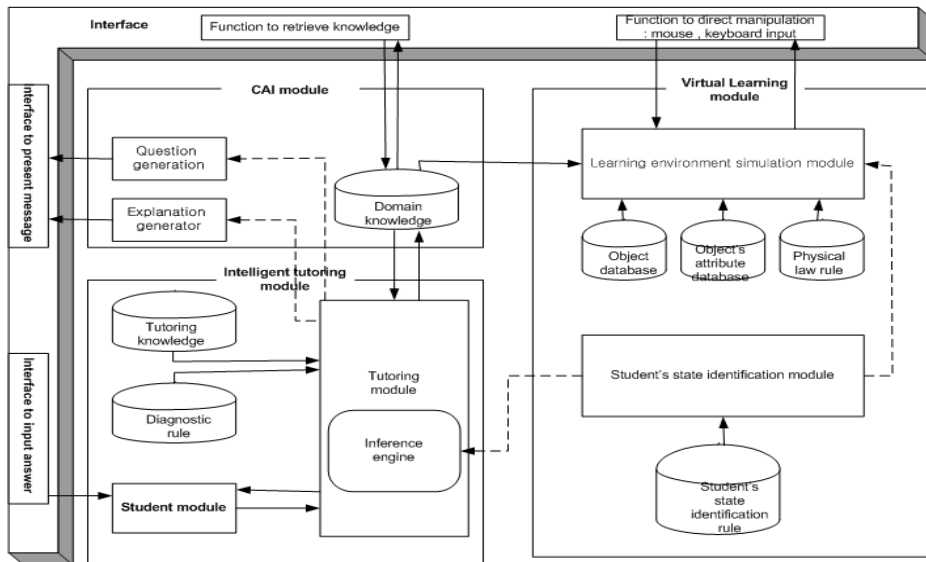 Interface
Function to retrieve knowledge
Function to direct manipulation
: mouse , keyboard input
Interface to present message
Interface to input answer
CAI module
Question
generation
Explanation
generator
Domain
knowledge
Virtual Learning
module
Learning environment simulation module
Object
database
Object's
attribute
database
Physical
law rule
Intelligent tutoring
module
Tutoring
knowledge
Diagnostic
rule
Tutoring
module
Inference
engine
Student module
Student's state identification module
Student's
state
identification
rule